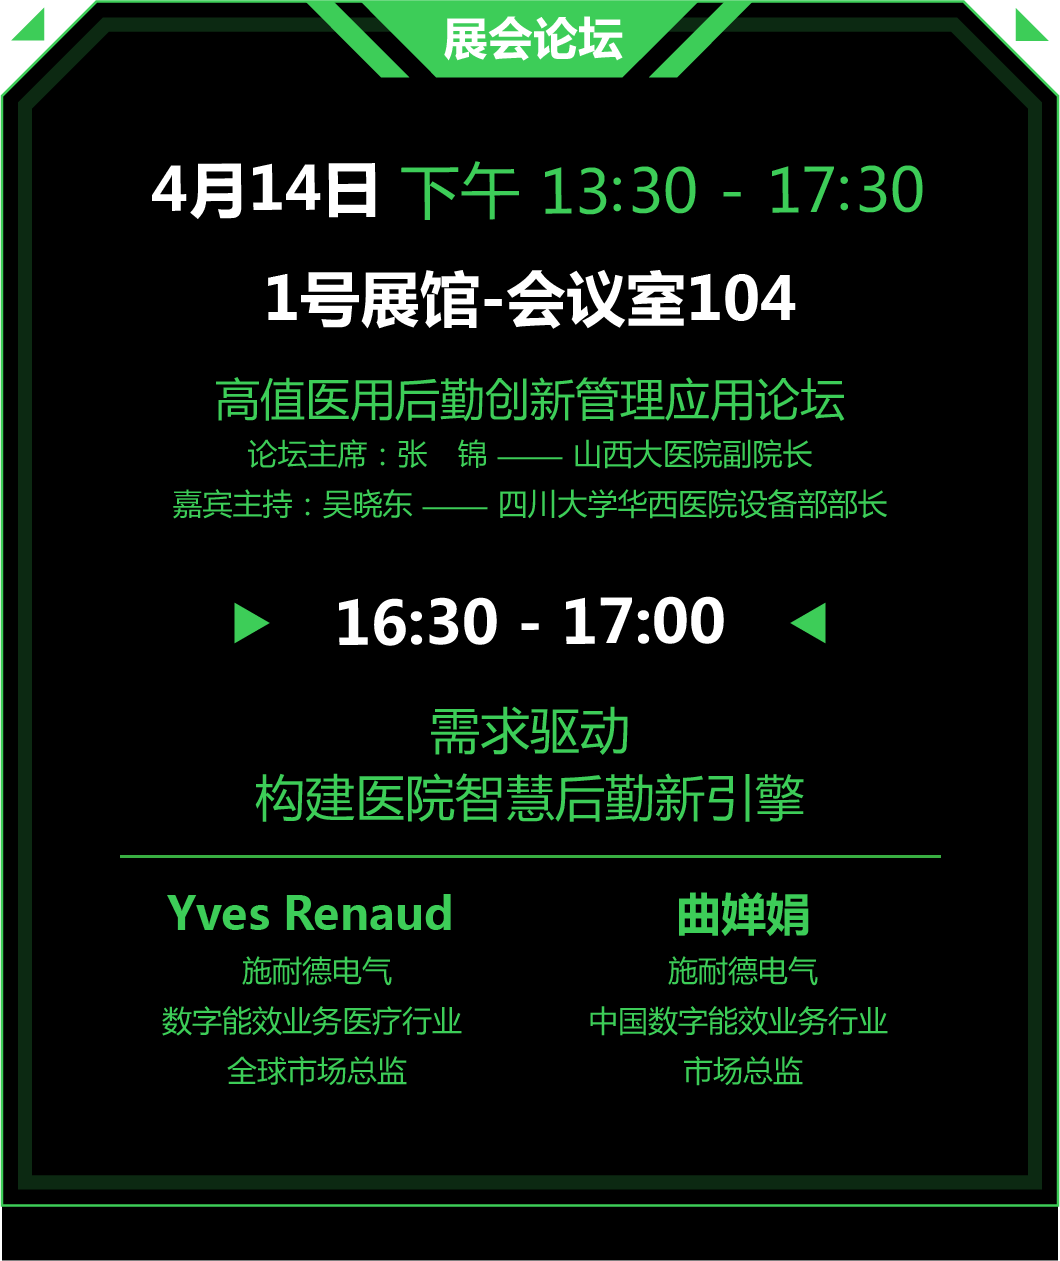 展会论坛
4月14日 下午 13:30 - 17:30
1号展馆-会议室104
高值医用后勤创新管理应用论坛
论坛主席：张　锦 —— 山西大医院副院长
嘉宾主持：吴晓东 —— 四川大学华西医院设备部部长
16:30 - 17:00
需求驱动
构建医院智慧后勤新引擎
Yves Renaud
施耐德电气
数字能效业务医疗行业
全球市场总监
曲婵娟
施耐德电气
中国数字能效业务行业
市场总监